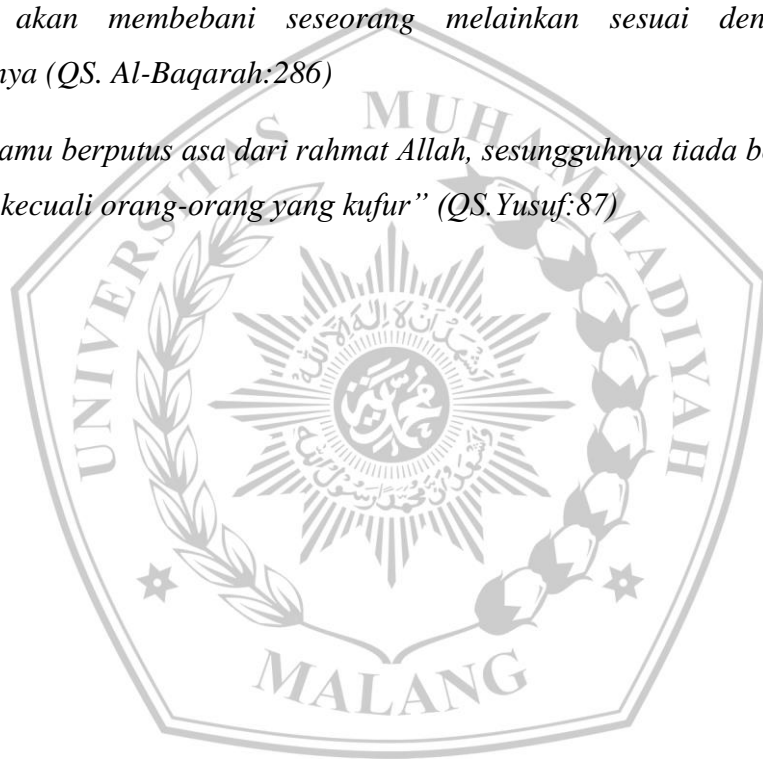 akan membebani seseorang melainkan sesuai den
nya (QS. Al-Baqarah:286)
amu berputus asa dari rahmat Allah, sesungguhnya tiada b
kecuali orang-orang yang kufur” (QS.Yusuf:87)
UNIVERSITAS MUHAMMADIYAH
MALANG